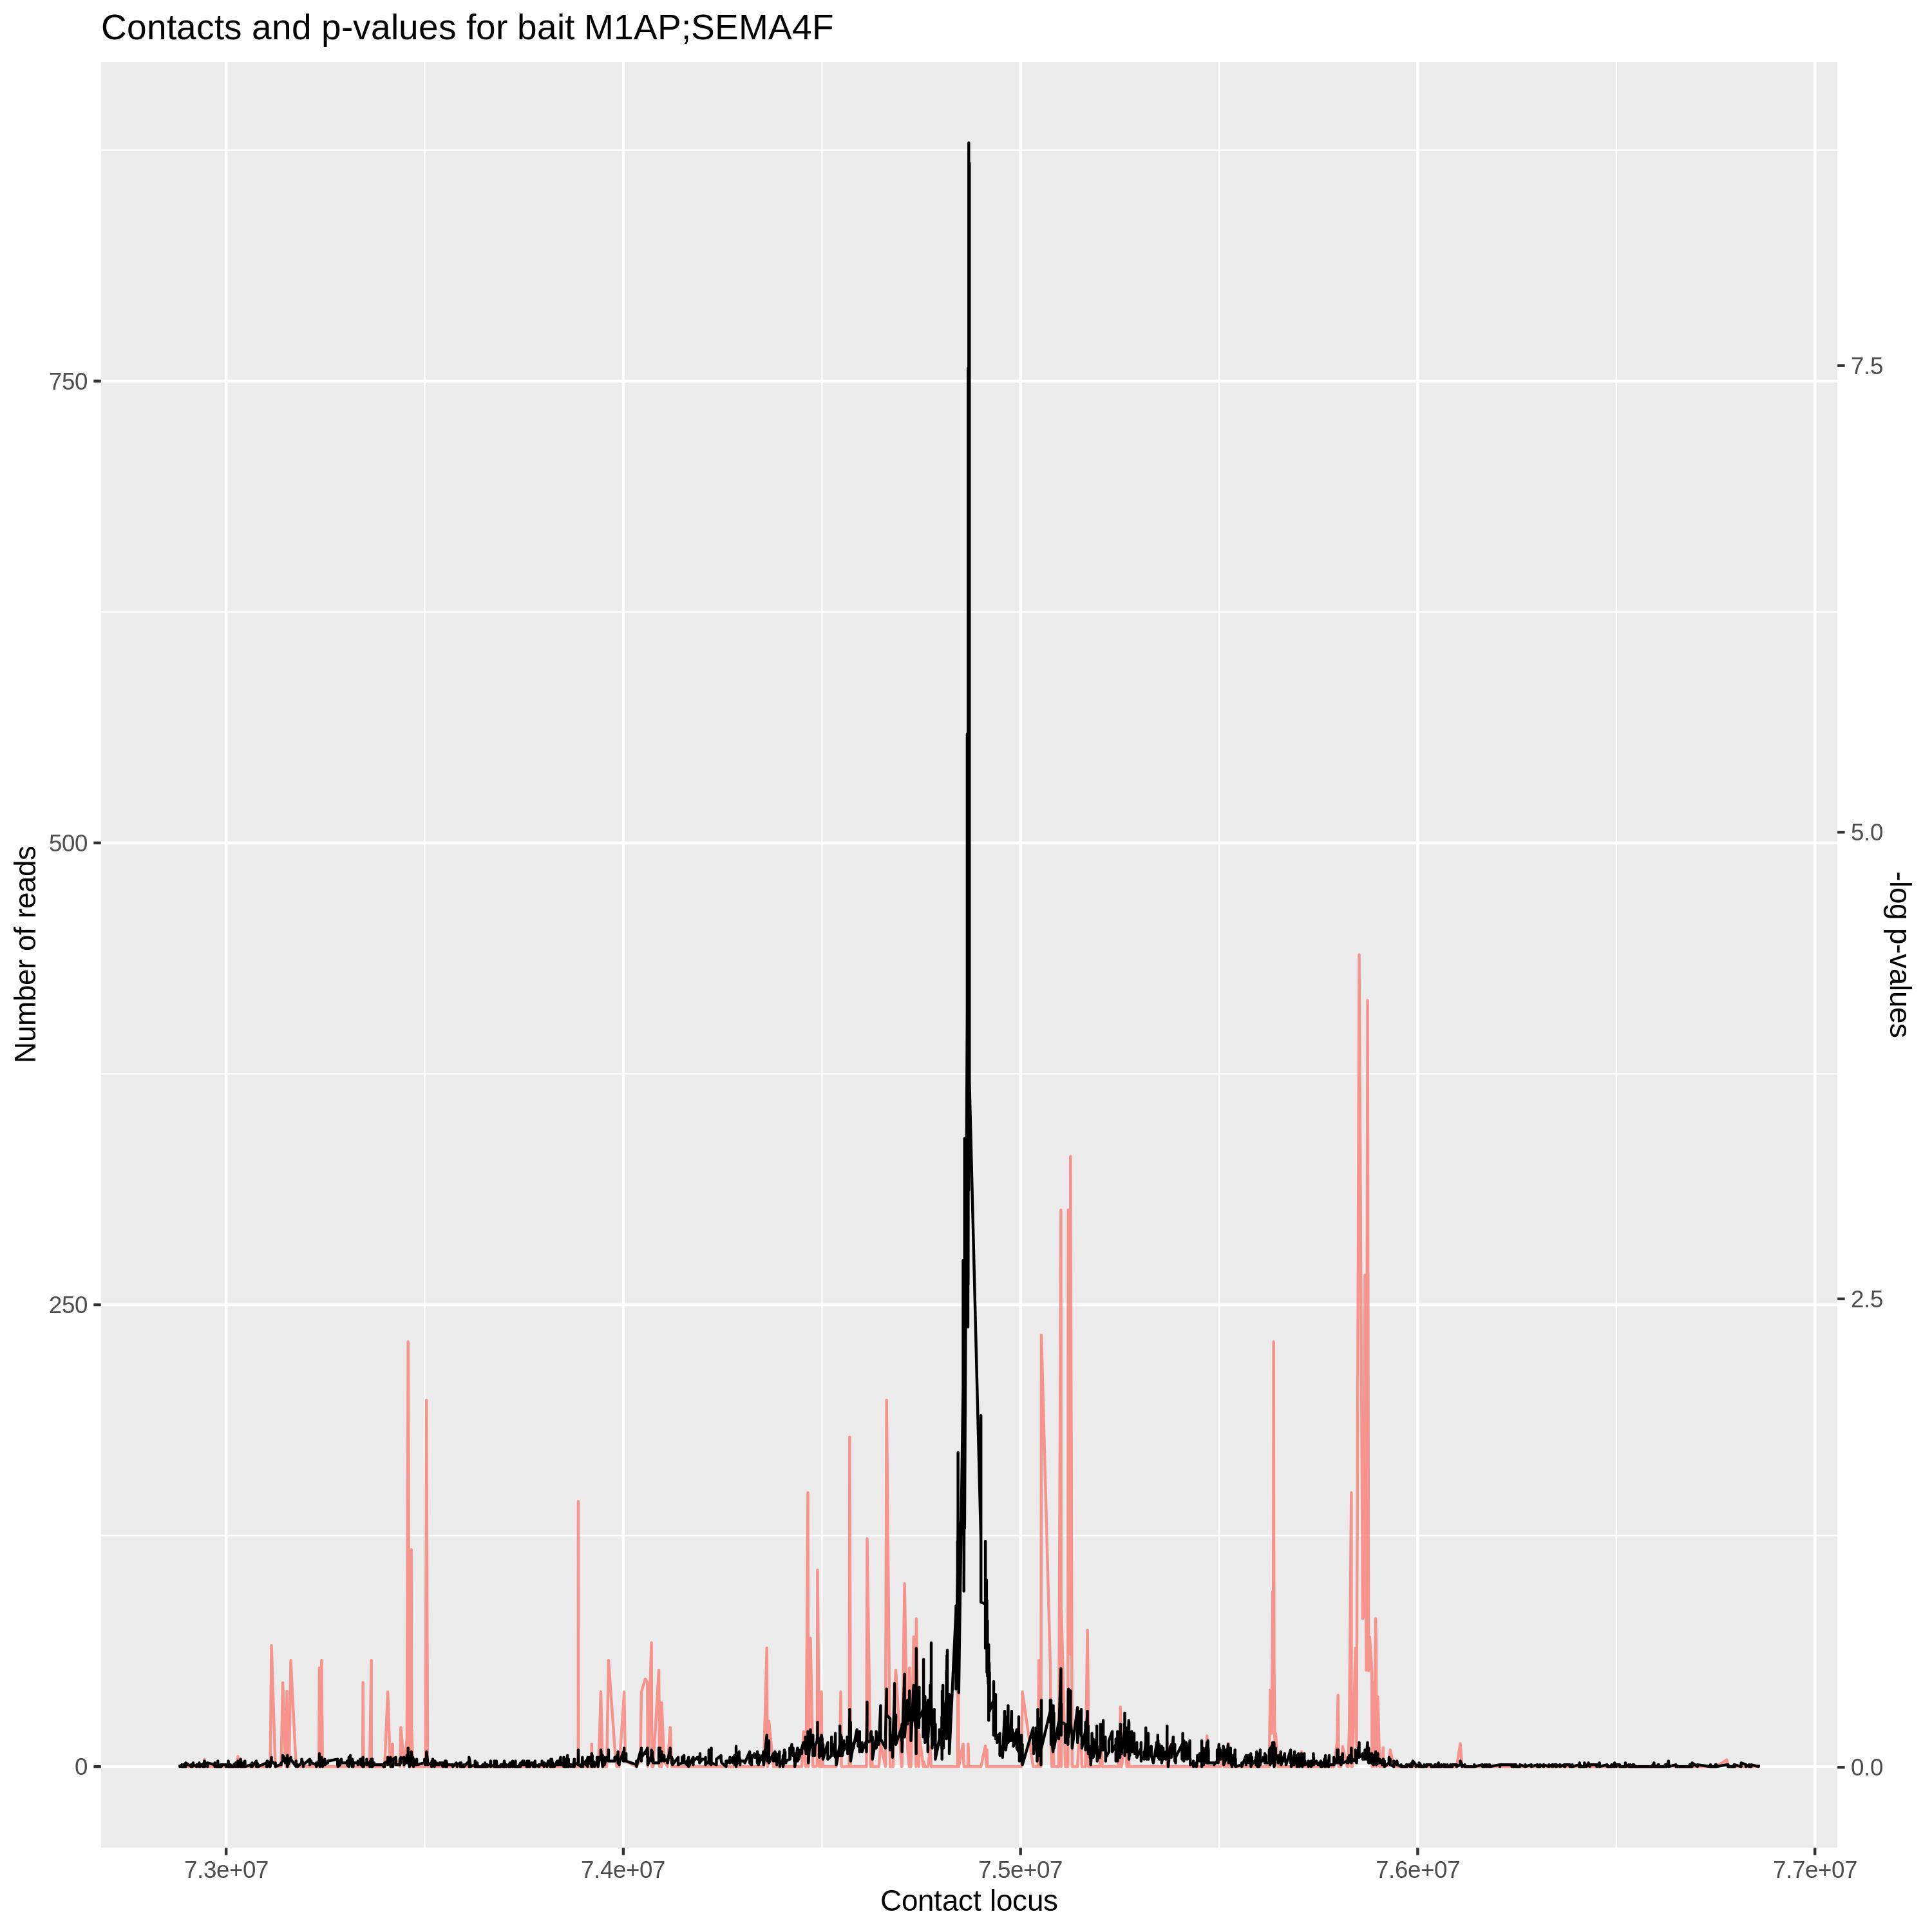 Contacts and p-values for bait M1AP;SEMA4F
750
500
250
0
Number of reads
7.5
5.0
2.5
0.0
-log p-values
7.3e+07 7.4e+07 7.5e+07 7.6e+07 7.7e+07
Contact locus